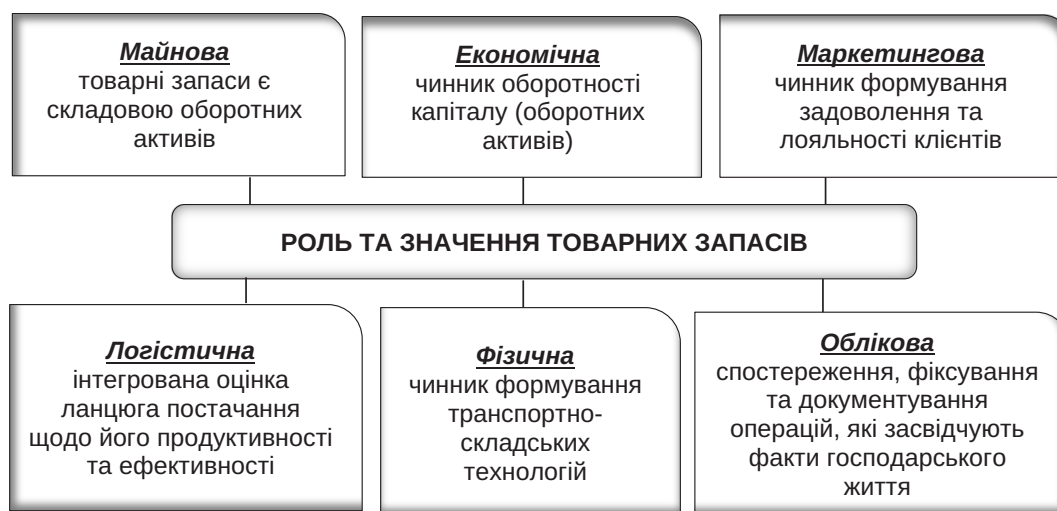 Майнова
товарні запаси є
складовою оборотних
активів
Економічна
чинник оборотності
капіталу (оборотних
активів)
Маркетингова
чинник формування
задоволення та
лояльності клієнтів
РОЛЬ ТА ЗНАЧЕННЯ ТОВАРНИХ ЗАПАСІВ
Логістична
інтегрована оцінка
ланцюга постачання
щодо його продуктивності
та ефективності
Фізична
чинник формування
транспортно-
складських
технологій
Облікова
спостереження, фіксування
та документування
операцій, які засвідчують
факти господарського
життя